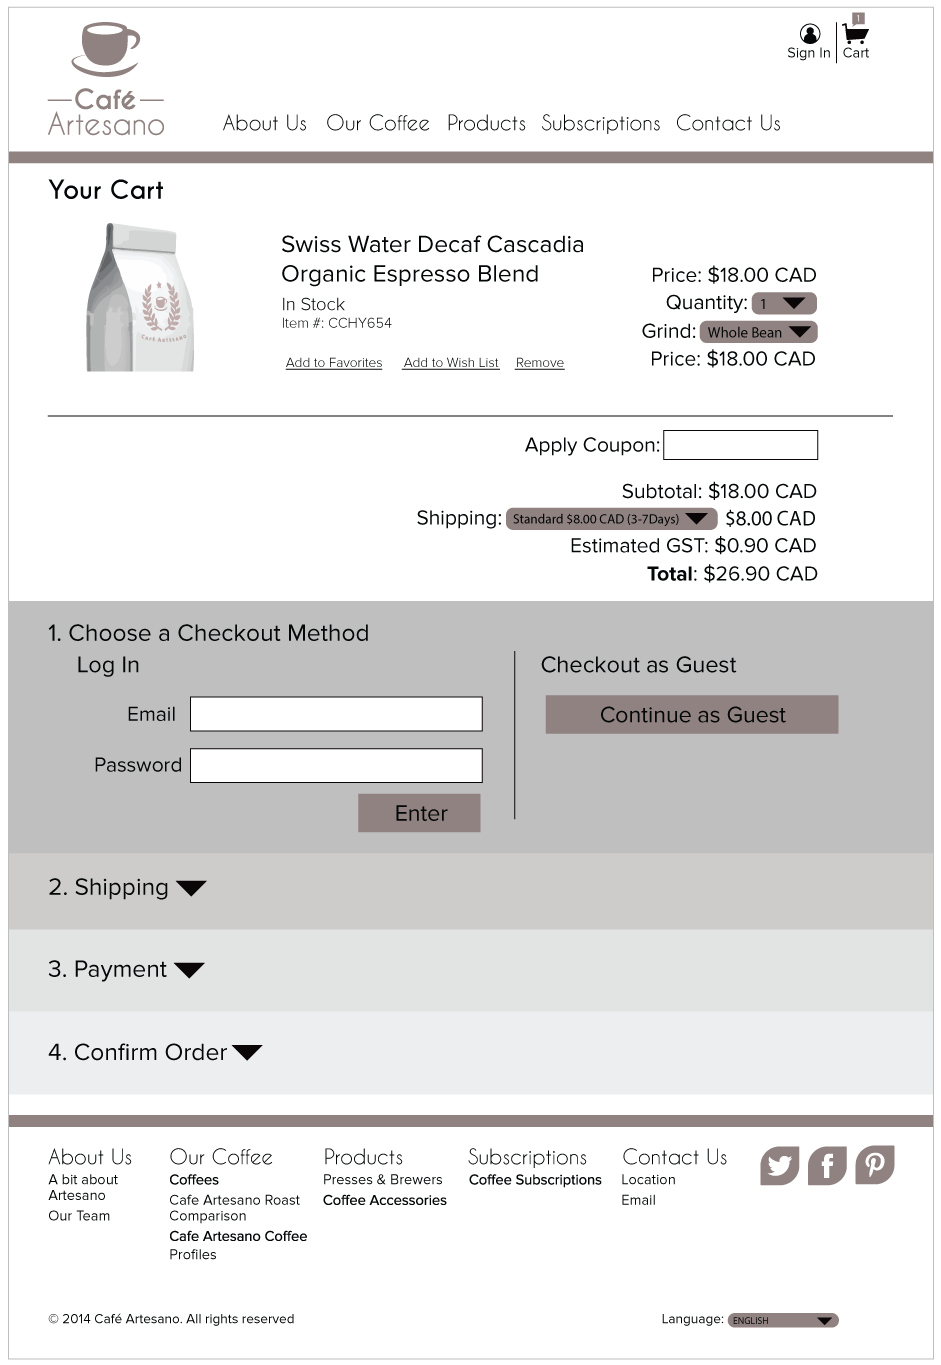 1
Sign In
Cart
Café
Artesano
About Us
Our Coffee
Products
Subscriptions
Contact Us
Your Cart
Café Artesano
Swiss Water Decaf Cascadia
Organic Espresso Blend
In Stock
Item #: CCHY654
Add to Favorites
Add to Wish List
Remove
Price: $18.00 CAD
Quantity: 1
Grind: Whole Bean
Price: $18.00 CAD
Apply Coupon:
Subtotal: $18.00 CAD
Shipping: Standard $8.00 CAD (3-7Days) $8.00 CAD
Estimated GST: $0.90 CAD
Total: $26.90 CAD
1. Choose a Checkout Method
Log In
Email
Password
Enter
Checkout as Guest
Continue as Guest
2. Shipping
3. Payment
4. Confirm Order
About Us
A bit about
Artesano
Our Team
Our Coffee
Coffees
Cafe Artesano Roast
Comparison
Cafe Artesano Coffee
Profiles
Products
Presses & Brewers
Coffee Accessories
Subscriptions
Coffee Subscriptions
Contact Us
Location
Email
© 2014 Café Artesano. All rights reserved
Language: ENGLISH